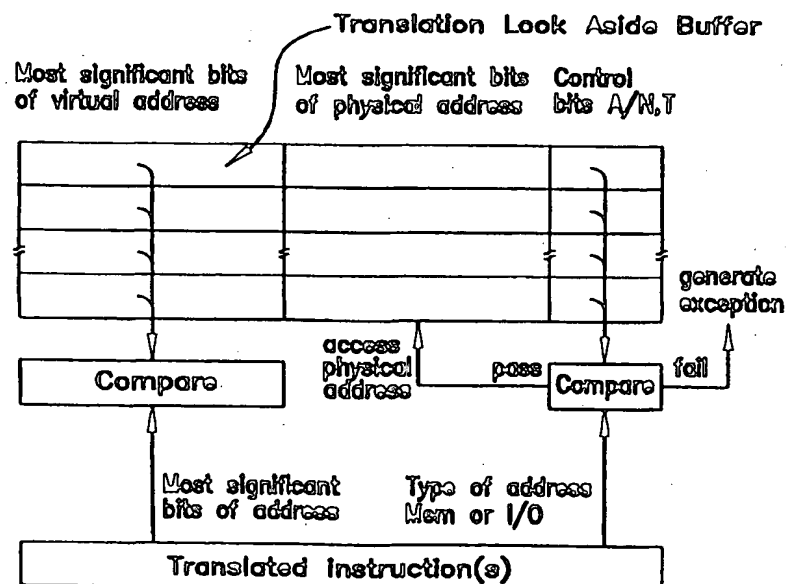 Translation Look Aside Buffer
Most significant bits
of virtual address
Most significant bits
of physical address
Control
bits A/N,T
generate
exception
access
physical
address
pass
fail
Compare
Compare
Most significant
bits of address
Type of address
Mem or I/O
Translated instruction(s)